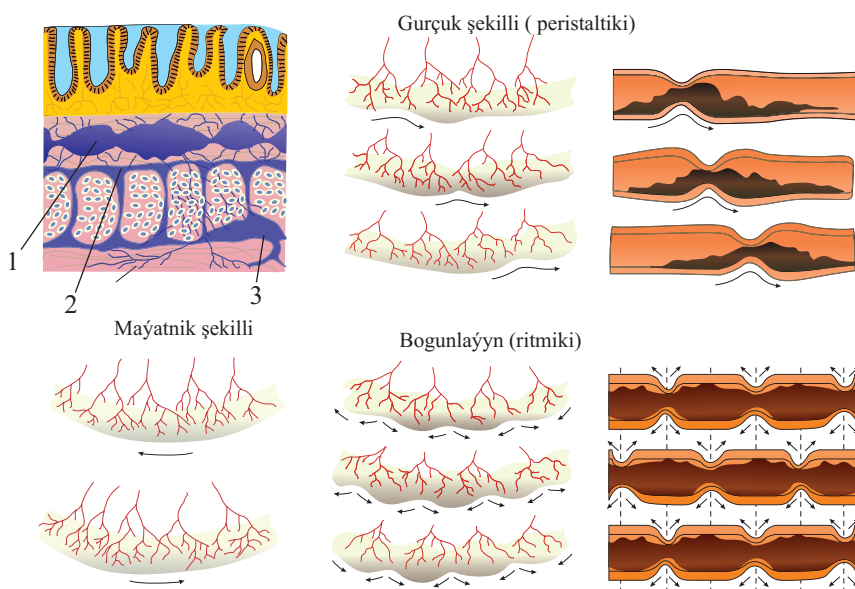 Gurçuk şekilli ( peristaltiki)
1
2
3
Maýatnik şekilli
Bogunlaýyn (ritmiki)